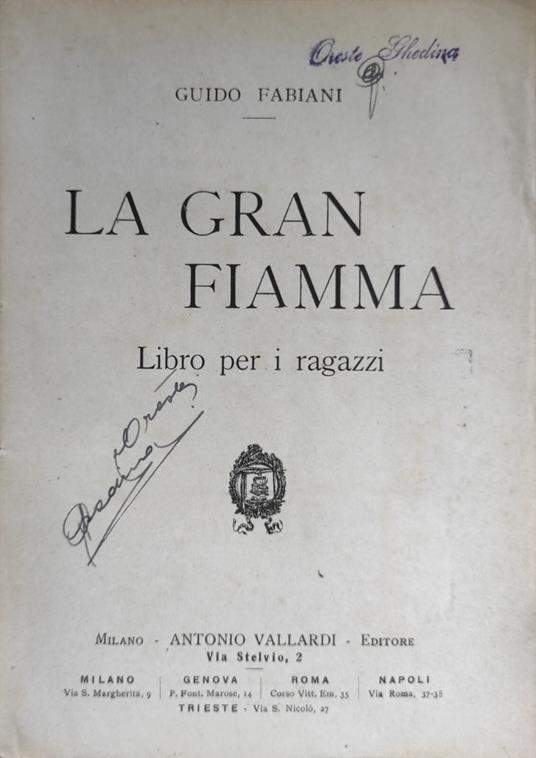 Oreste Ghedina
GUIDO FABIANI
LA GRAN
FIAMMA
Libro per i ragazzi
Oreste
MILANO - ANTONIO VALLARDI - EDITORE
Via Stelvio, 2
MILANO
Via S. Margherita, 9
GENOVA
P. Font. Marose, 14
ROMA
Corso Vitt. Em, 35
NAPOLI
Via Roma, 37-38
TRIESTE - Via S. Nicolò, 27